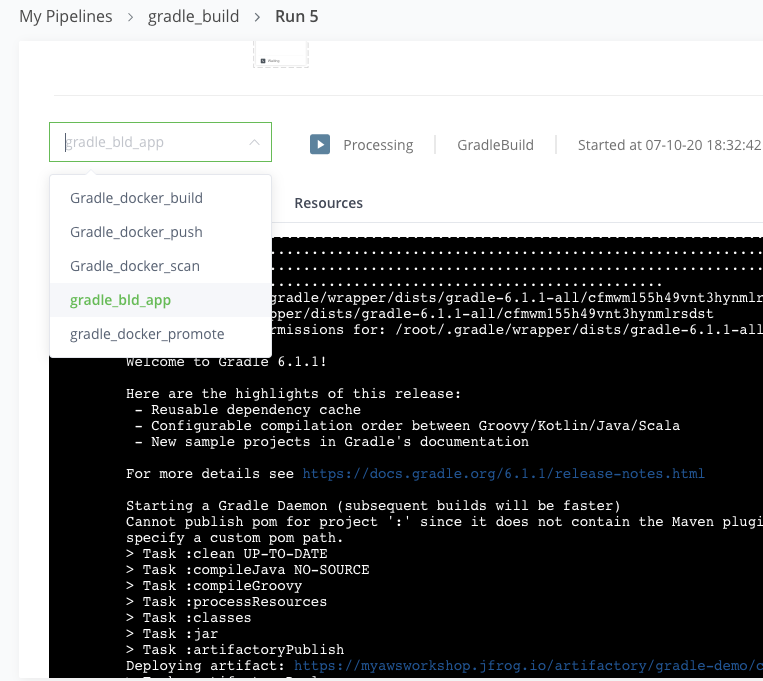 My Pipelines > gradle_build > Run 5
Waiting
gradle_bld_app
Processing
GradleBuild
Started at 07-10-20 18:32:42
Gradle_docker_build
Gradle_docker_push
Gradle_docker_scan
gradle_bld_app
gradle_docker_promote
Resources
gradle/wrapper/dists/gradle-6.1.1-all/cfmwm155h49vnt3hynmlr
per/dists/gradle-6.1.1-all/cfmwm155h49vnt3hynmlrsdst
rmissions for: /root/.gradle/wrapper/dists/gradle-6.1.1-all
Welcome to Gradle 6.1.1!
Here are the highlights of this release:
- Reusable dependency cache
- Configurable compilation order between Groovy/Kotlin/Java/Scala
- New sample projects in Gradle's documentation
For more details see https://docs.gradle.org/6.1.1/release-notes.html
Starting a Gradle Daemon (subsequent builds will be faster)
Cannot publish pom for project ':' since it does not contain the Maven plugi
specify a custom pom path.
> Task :clean UP-TO-DATE
> Task :compileJava NO-SOURCE
> Task :compileGroovy
> Task :processResources
> Task :classes
> Task :jar
> Task :artifactoryPublish
Deploying artifact: https://myawsworkshop.jfrog.io/artifactory/gradle-demo/c